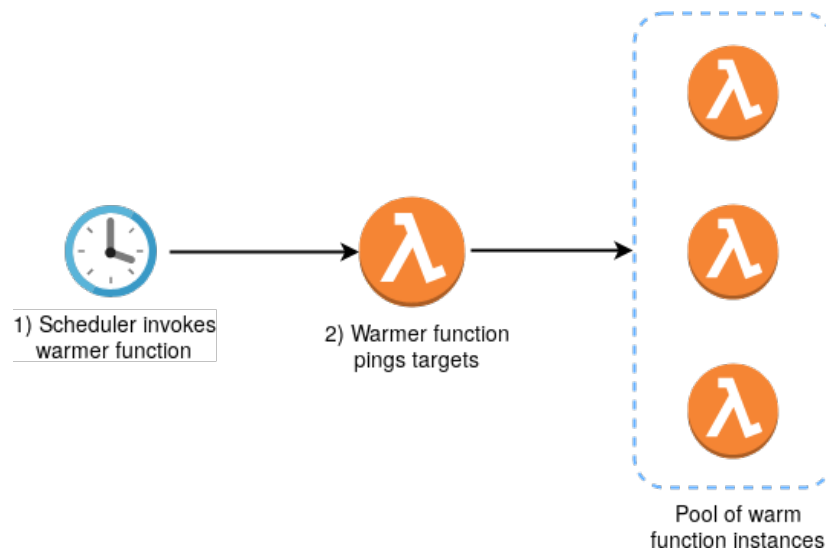 1) Scheduler invokes
warmer function
2) Warmer function
pings targets
Pool of warm
function instances